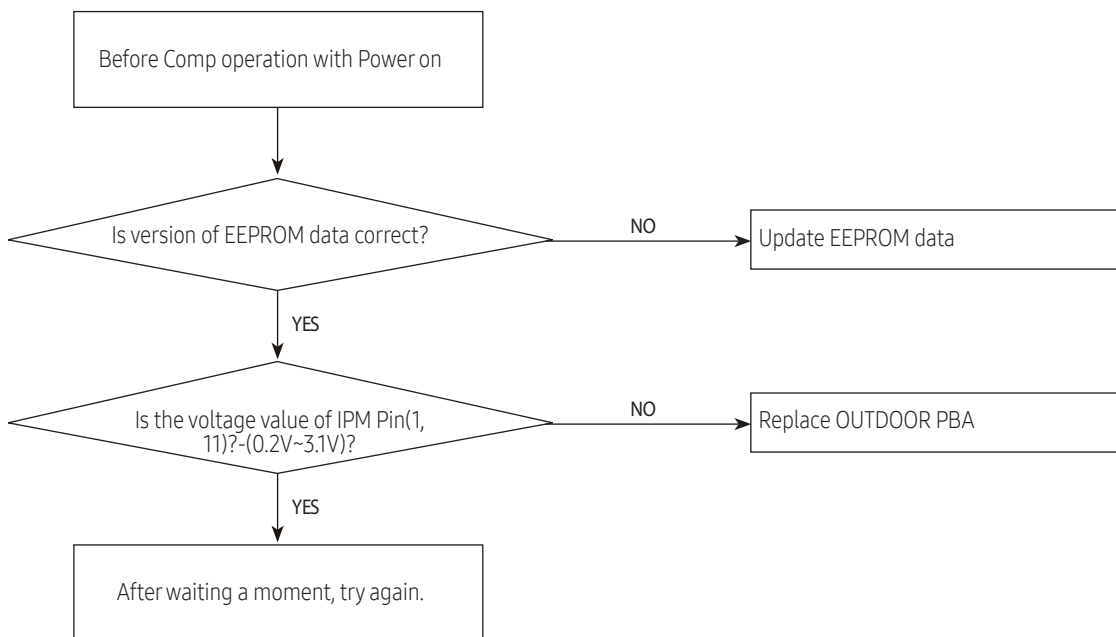 Before Comp operation with Power on
Is version of EEPROM data correct?
NO
Update EEPROM data
YES
Is the voltage value of IPM Pin(1,
11)?-(0.2V~3.1V)?
NO
Replace OUTDOOR PBA
YES
After waiting a moment, try again.